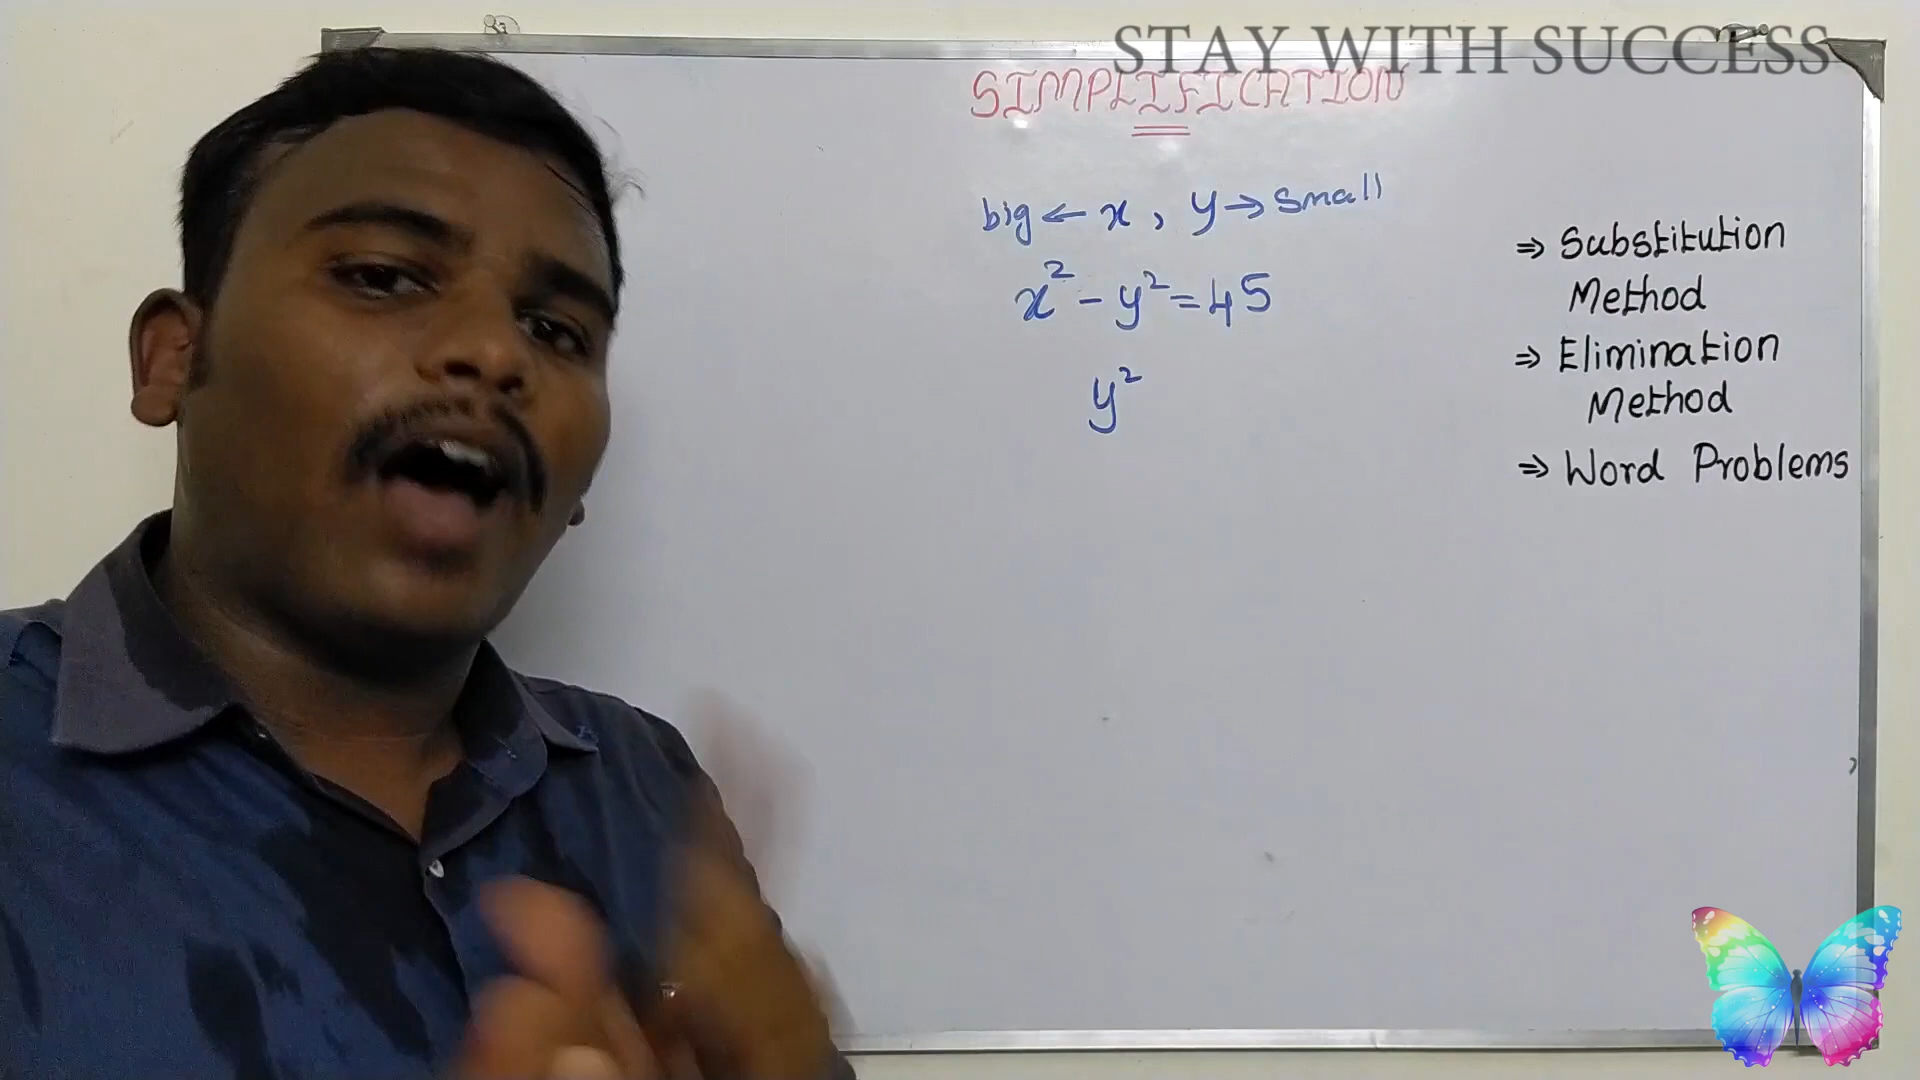 STAY WITH SUCCESS
SIMPLIFICATION
big ← x , y → small
x² - y² = 45
y²
⇒ Substitution
Method
⇒ Elimination
Method
⇒ Word Problems